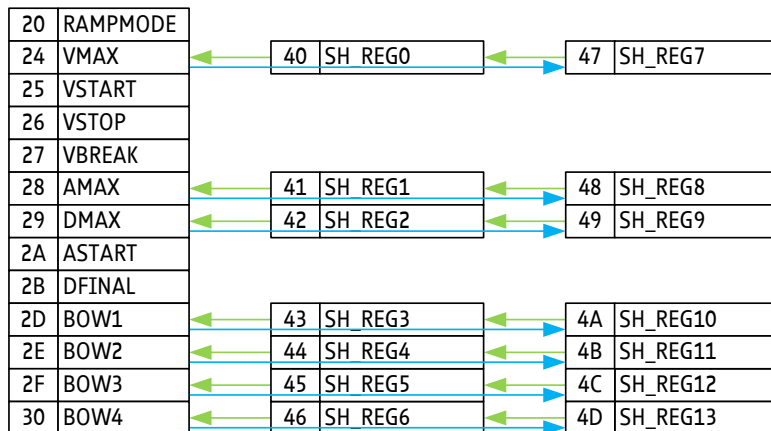 20 RAMPMODE
24 VMAX 40 SH_REG0 47 SH_REG7
25 VSTART
26 VSTOP
27 VBREAK
28 AMAX 41 SH_REG1 48 SH_REG8
29 DMAX 42 SH_REG2 49 SH_REG9
2A ASTART
2B DFINAL
2D BOW1 43 SH_REG3 4A SH_REG10
2E BOW2 44 SH_REG4 4B SH_REG11
2F BOW3 45 SH_REG5 4C SH_REG12
30 BOW4 46 SH_REG6 4D SH_REG13